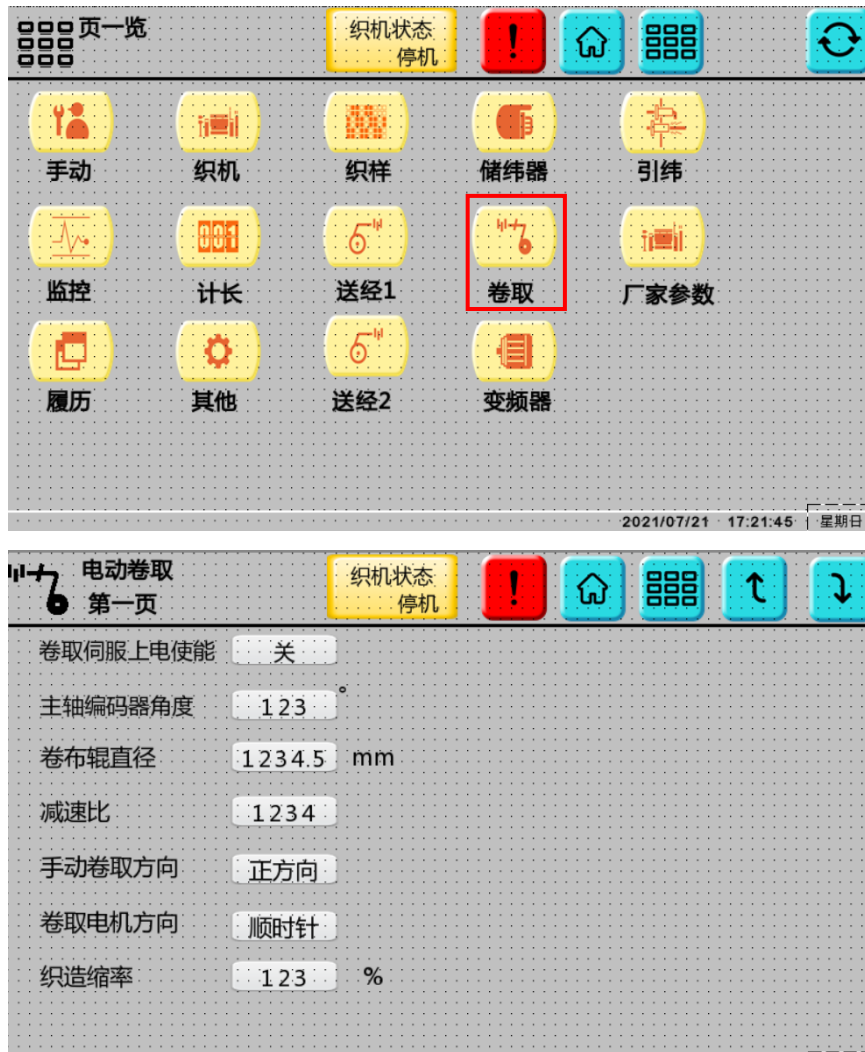 页一览
织机状态
停机
!
手动 织机 织样 储纬器 引纬
001
监控 计长 送经1 卷取 厂家参数
履历 其他 送经2 变频器
2021/07/21 17:21:45 星期日
电动卷取
第一页
织机状态
停机
!
卷取伺服上电使能 关
主轴编码器角度 123 °
卷布辊直径 1234.5 mm
减速比 1234
手动卷取方向 正方向
卷取电机方向 顺时针
织造缩率 123 %